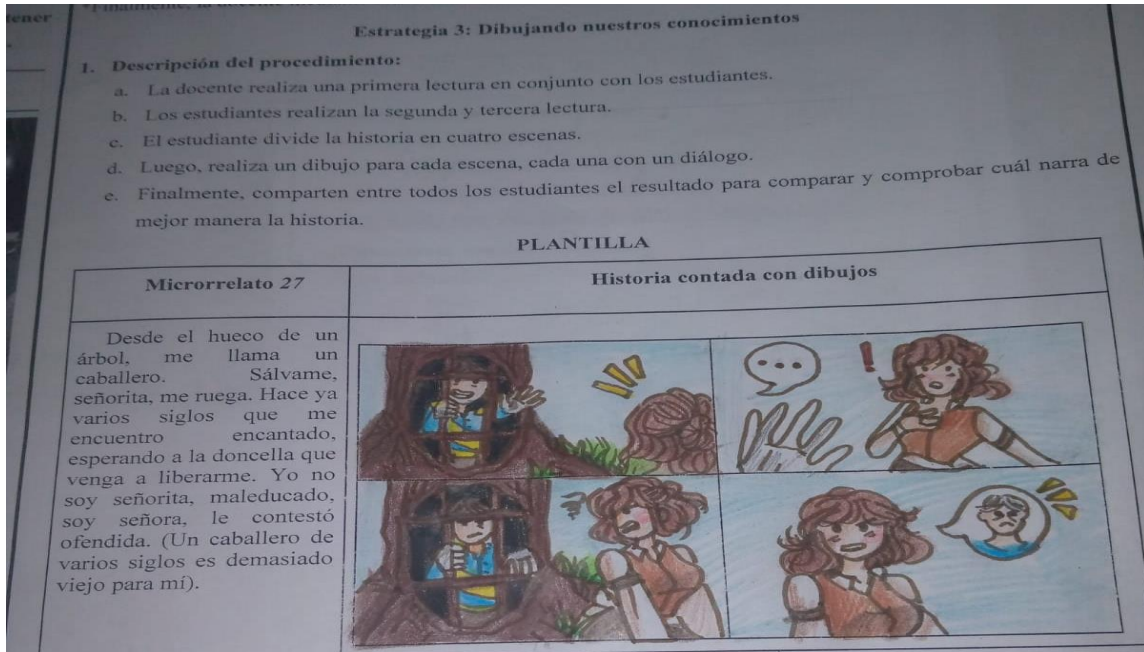 tener
Estrategia 3: Dibujando nuestros conocimientos
1. Descripción del procedimiento:
a. La docente realiza una primera lectura en conjunto con los estudiantes.
b. Los estudiantes realizan la segunda y tercera lectura.
c. El estudiante divide la historia en cuatro escenas.
d. Luego, realiza un dibujo para cada escena, cada una con un diálogo.
e. Finalmente, comparten entre todos los estudiantes el resultado para comparar y comprobar cuál narra de
mejor manera la historia.
PLANTILLA
Microrrelato 27
Historia contada con dibujos
Desde el hueco de un
árbol, me llama un
caballero. Sálvame,
señorita, me ruega. Hace ya
varios siglos que me
encuentro encantado,
esperando a la doncella que
venga a liberarme. Yo no
soy señorita, maleducado,
soy señora, le contestó
ofendida. (Un caballero de
varios siglos es demasiado
viejo para mí).
...
!